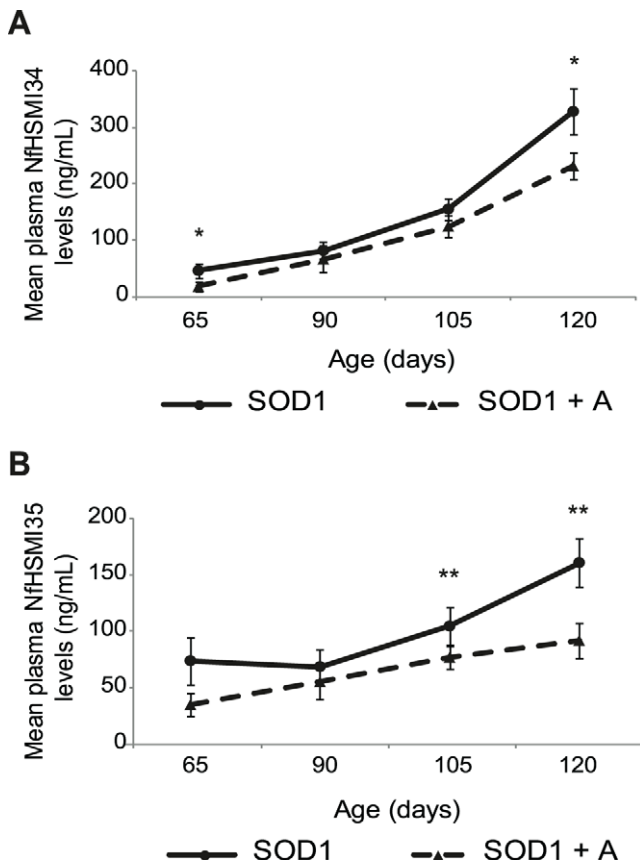 A
Mean plasma NfHSMI34
levels (ng/mL)
400
300
200
100
0
*
*
65 90 105 120
Age (days)
SOD1 SOD1 + A
B
Mean plasma NfHSMI35
levels (ng/mL)
200
150
100
50
0
**
**
65 90 105 120
Age (days)
SOD1 SOD1 + A